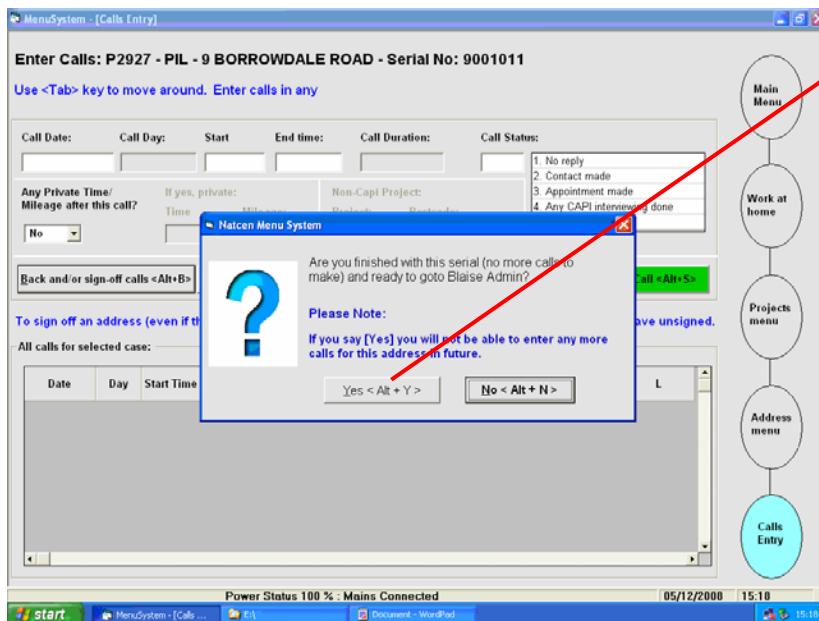 MenuSystem - [Calls Entry]
Enter Calls: P2927 - PIL - 9 BORROWDALE ROAD - Serial No: 9001011
Use <Tab> key to move around. Enter calls in any
Call Date: Call Day: Start End time: Call Duration: Call Status:
1. No reply
2. Contact made
3. Appointment made
4. Any CAPI interviewing done
Any Private Time/
Mileage after this call?
If yes, private:
Time
Non-Capi Project:
No
Natcen Menu System
Are you finished with this serial (no more calls to
make) and ready to goto Blaise Admin?
Please Note:
If you say [Yes] you will not be able to enter any more
calls for this address in future.
Yes < Alt + Y >
No < Alt + N >
Back and/or sign-off calls <Alt+B>
Call <Alt+S>
To sign off an address (even if th
ave unsigned.
All calls for selected case:
Date Day Start Time L
Main
Menu
Work at
home
Projects
menu
Address
menu
Calls
Entry
Power Status 100 % : Mains Connected 05/12/2008 15:18
start MenuSystem - [Calls ... E:\ Document - WordPad 15:18